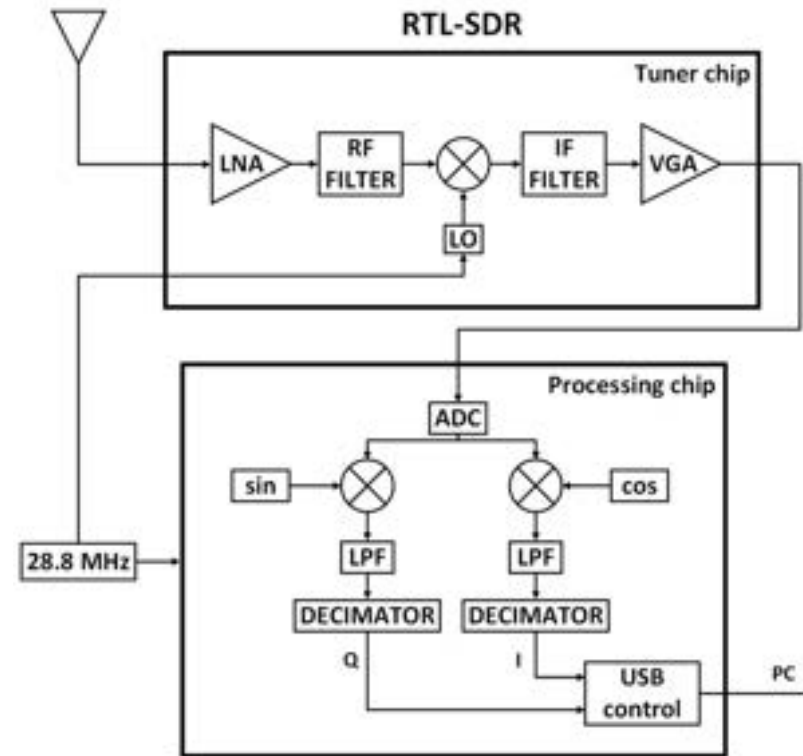 RTL-SDR
Tuner chip
LNA
RF
FILTER
IF
FILTER
VGA
LO
Processing chip
ADC
sin
cos
28.8 MHz
LPF
LPF
DECIMATOR
DECIMATOR
Q
I
USB
control
PC